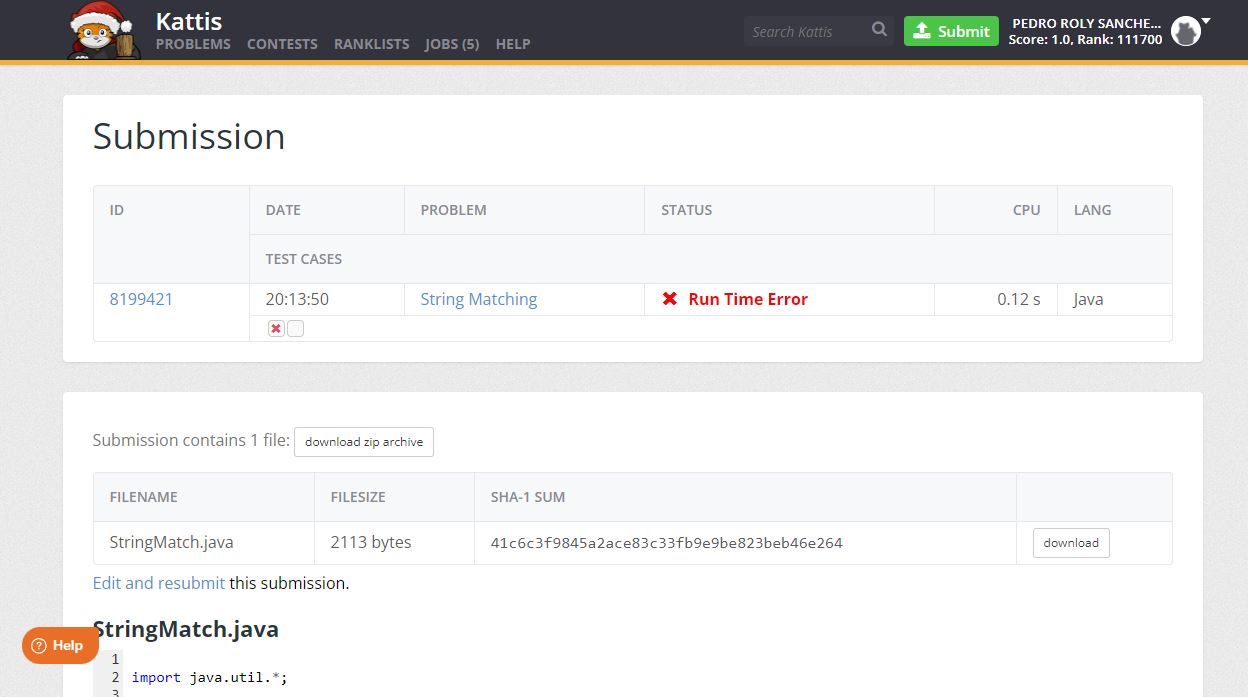 Kattis
PROBLEMS CONTESTS RANKLISTS JOBS (5) HELP
Search Kattis
Submit
PEDRO ROLY SANCHE...
Score: 1.0, Rank: 111700
Submission
ID DATE PROBLEM STATUS CPU LANG
TEST CASES
8199421 20:13:50 String Matching Run Time Error 0.12 s Java
Submission contains 1 file: download zip archive
FILENAME FILESIZE SHA-1 SUM
StringMatch.java 2113 bytes 41c6c3f9845a2ace83c33fb9e9be823beb46e264 download
Edit and resubmit this submission.
StringMatch.java
Help
1
2 import java.util.*;
3